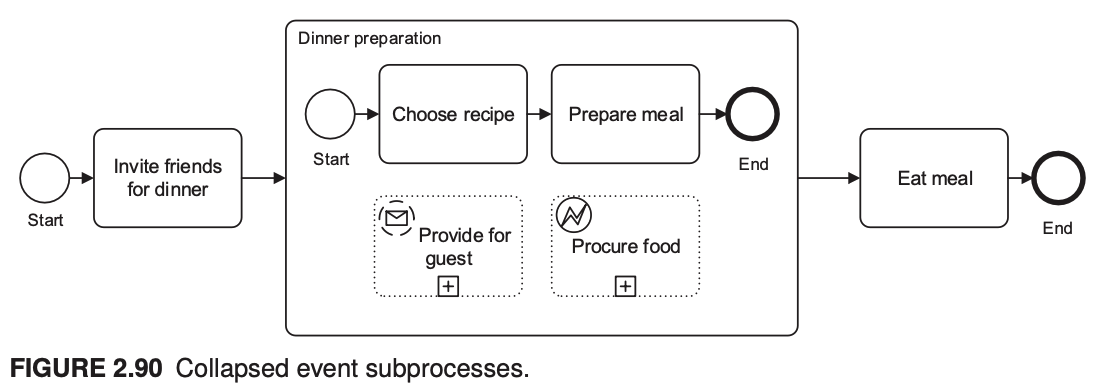 Dinner preparation
Start
Invite friends
for dinner
Start
Choose recipe
Prepare meal
End
Provide for
guest
Procure food
Eat meal
End
FIGURE 2.90 Collapsed event subprocesses.